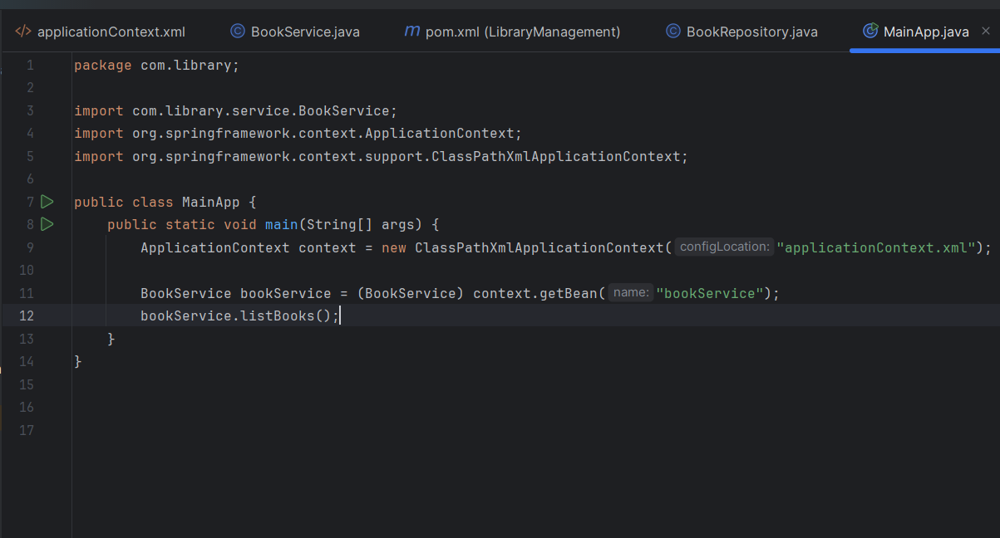 </> applicationContext.xml © BookService.java m pom.xml (LibraryManagement) © BookRepository.java © MainApp.java ×
1 package com.library;
2
3 import com.library.service.BookService;
4 import org.springframework.context.ApplicationContext;
5 import org.springframework.context.support.ClassPathXmlApplicationContext;
6
7 public class MainApp {
8 public static void main(String[] args) {
9 ApplicationContext context = new ClassPathXmlApplicationContext( configLocation: "applicationContext.xml");
10
11 BookService bookService = (BookService) context.getBean( name: "bookService");
12 bookService.listBooks();
13 }
14 }
15
16
17